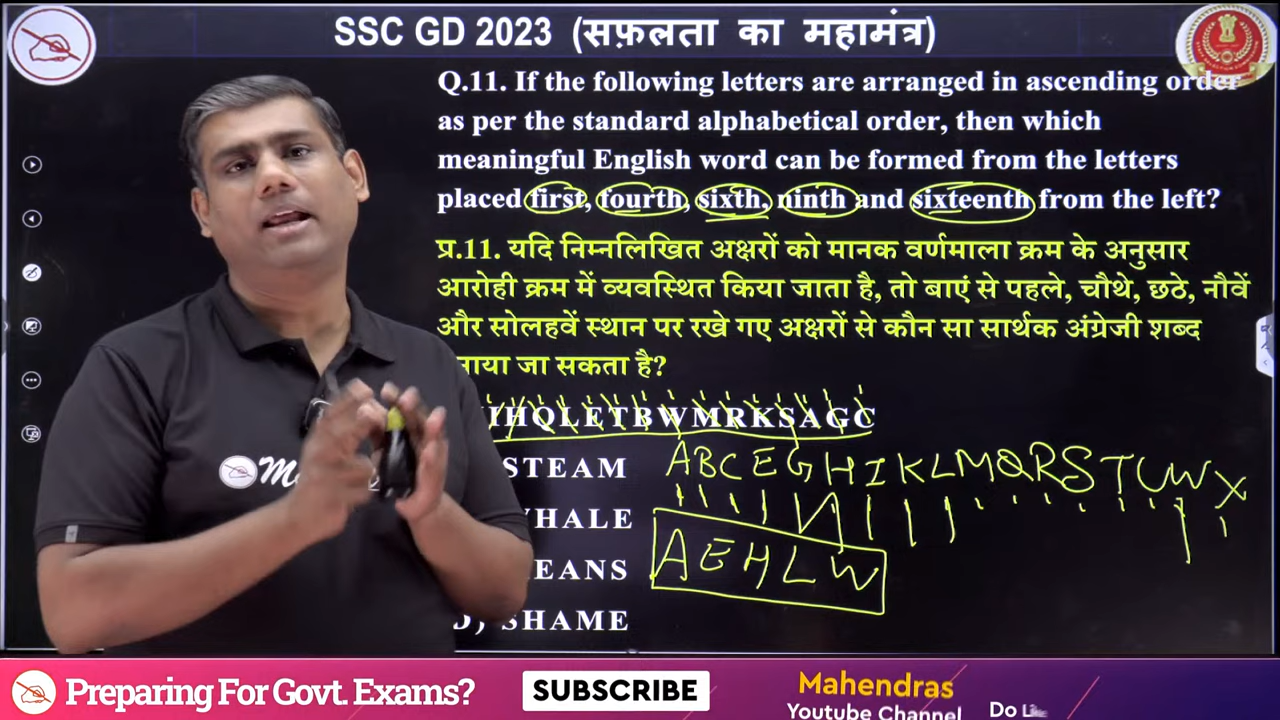 SSC GD 2023 (सफ़लता का महामंत्र)
Q.11. If the following letters are arranged in ascending order
as per the standard alphabetical order, then which
meaningful English word can be formed from the letters
placed first, fourth, sixth, ninth and sixteenth from the left?
प्र.11. यदि निम्नलिखित अक्षरों को मानक वर्णमाला क्रम के अनुसार
आरोही क्रम में व्यवस्थित किया जाता है, तो बाएं से पहले, चौथे, छठे, नौवें
और सोलहवें स्थान पर रखे गए अक्षरों से कौन सा सार्थक अंग्रेजी शब्द
नाया जा सकता है?
IHQLETBWMRKSAGC
STEAM
A B C E G H I K L M Q R S T U W X
HALE
A E H L W
EANS
D) SHAME
Preparing For Govt. Exams?
SUBSCRIBE
Mahendras
Youtube Channel
Do